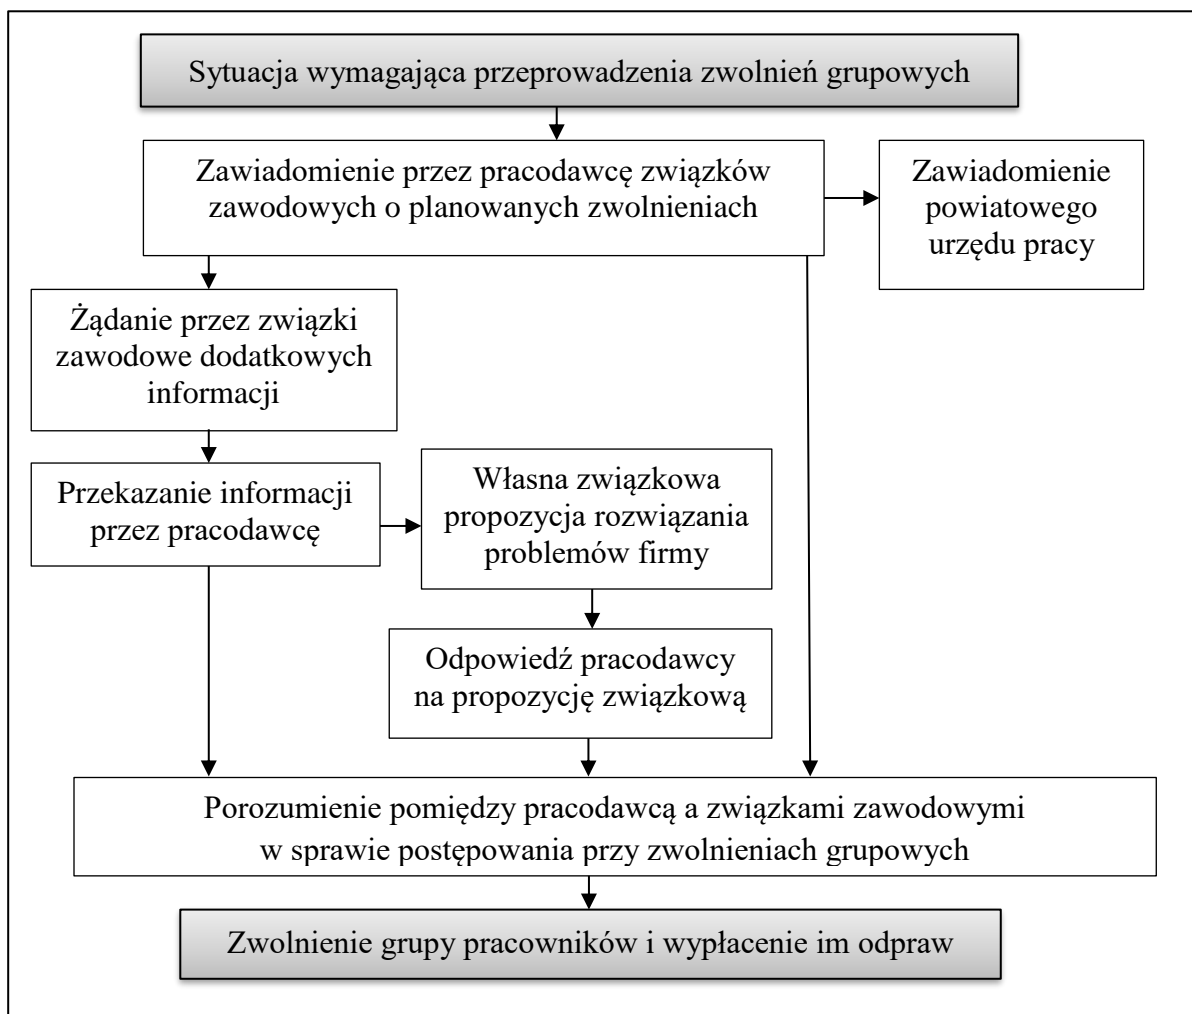 Sytuacja wymagająca przeprowadzenia zwolnień grupowych
Zawiadomienie przez pracodawcę związków
zawodowych o planowanych zwolnieniach
Zawiadomienie
powiatowego
urzędu pracy
Żądanie przez związki
zawodowe dodatkowych
informacji
Przekazanie informacji
przez pracodawcę
Własna związkowa
propozycja rozwiązania
problemów firmy
Odpowiedź pracodawcy
na propozycję związkową
Porozumienie pomiędzy pracodawcą a związkami zawodowymi
w sprawie postępowania przy zwolnieniach grupowych
Zwolnienie grupy pracowników i wypłacenie im odpraw